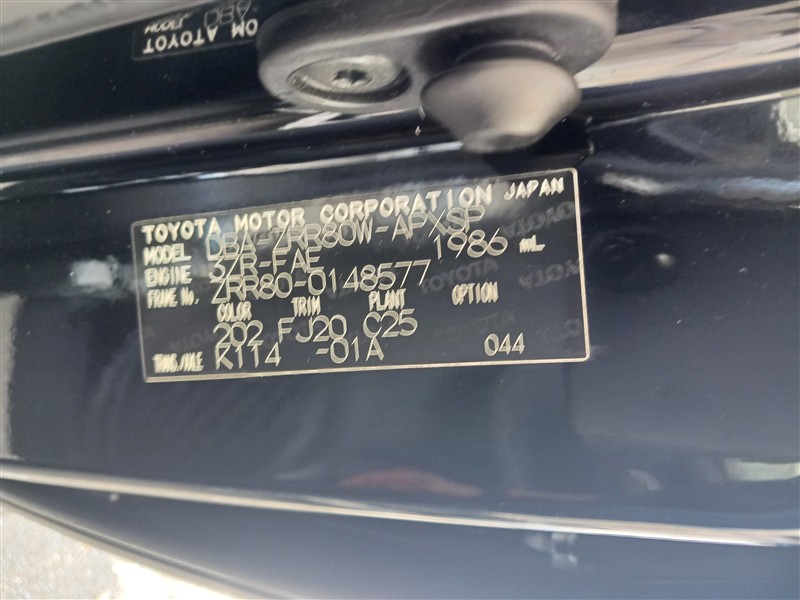 TOYOTA MOTOR CORPORATION JAPAN
MODEL DBA-ZRR80W-APXSP
ENGINE 3ZR-FAE 1986 mL
FRAME No. ZRR80-0148577
COLOR TRIM PLANT OPTION
202 FJ20 C25
TRANS./AXLE K114 -01A 044